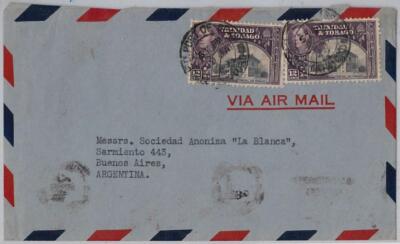 TRINIDAD
& TOBAGO
TRINIDAD
& TOBAGO
VIA AIR MAIL
Messrs. Sociedad Anonima "La Blanca",
Sarmiento 443,
Buenos Aires,
ARGENTINA.